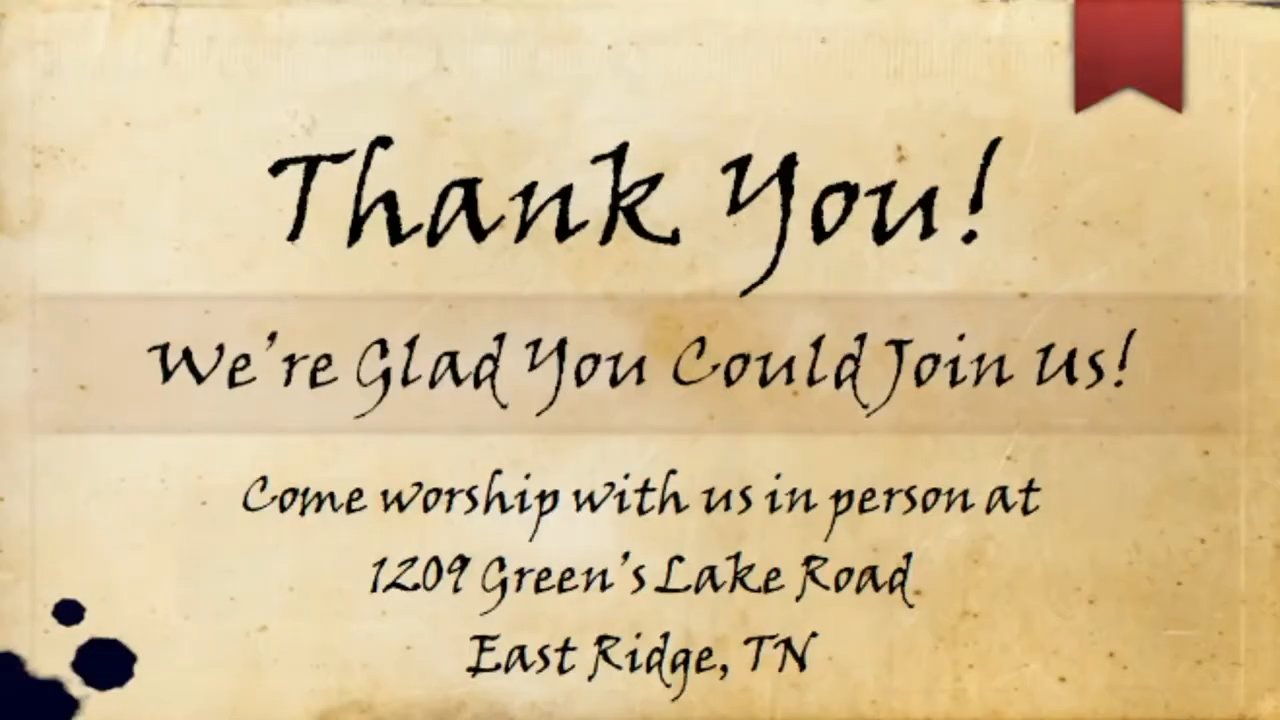 Thank You!
We're Glad You Could Join Us!
Come worship with us in person at
1209 Green's Lake Road
East Ridge, TN